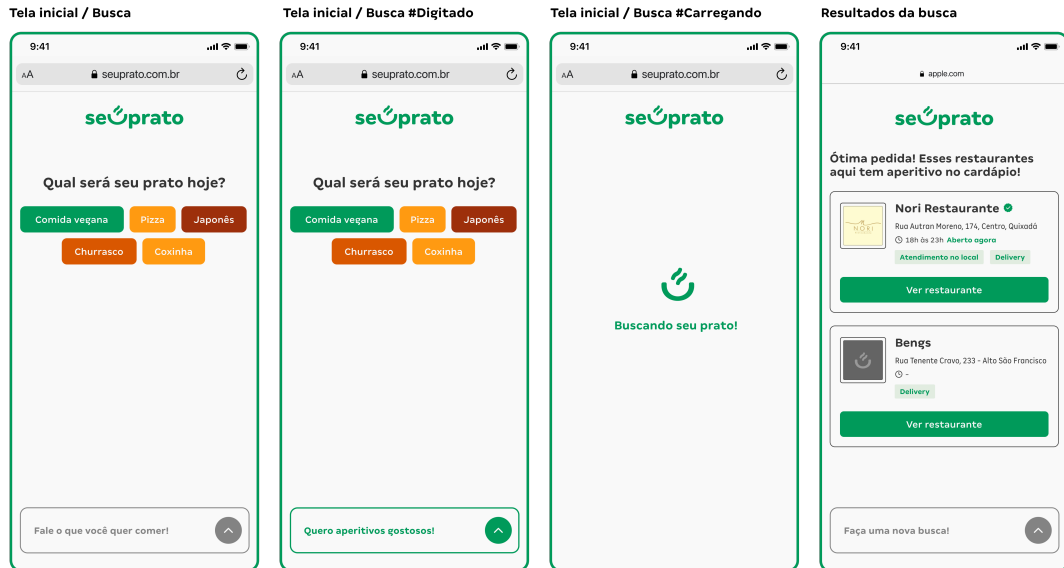 Tela inicial / Busca
9:41
AA
seuprato.com.br
seuprato
Qual será seu prato hoje?
Comida vegana
Pizza
Japonês
Churrasco
Coxinha
Fale o que você quer comer!
Tela inicial / Busca #Digitado
9:41
AA
seuprato.com.br
seuprato
Qual será seu prato hoje?
Comida vegana
Pizza
Japonês
Churrasco
Coxinha
Quero aperitivos gostosos!
Tela inicial / Busca #Carregando
9:41
AA
seuprato.com.br
seuprato
Buscando seu prato!
Resultados da busca
9:41
apple.com
seuprato
Ótima pedida! Esses restaurantes
aqui tem aperitivo no cardápio!
NORI
Nori Restaurante
Rua Autran Moreno, 174, Centro, Quixadá
18h às 23h Aberto agora
Atendimento no local
Delivery
Ver restaurante
Bengs
Rua Tenente Cravo, 233 - Alto São Francisco
-
Delivery
Ver restaurante
Faça uma nova busca!